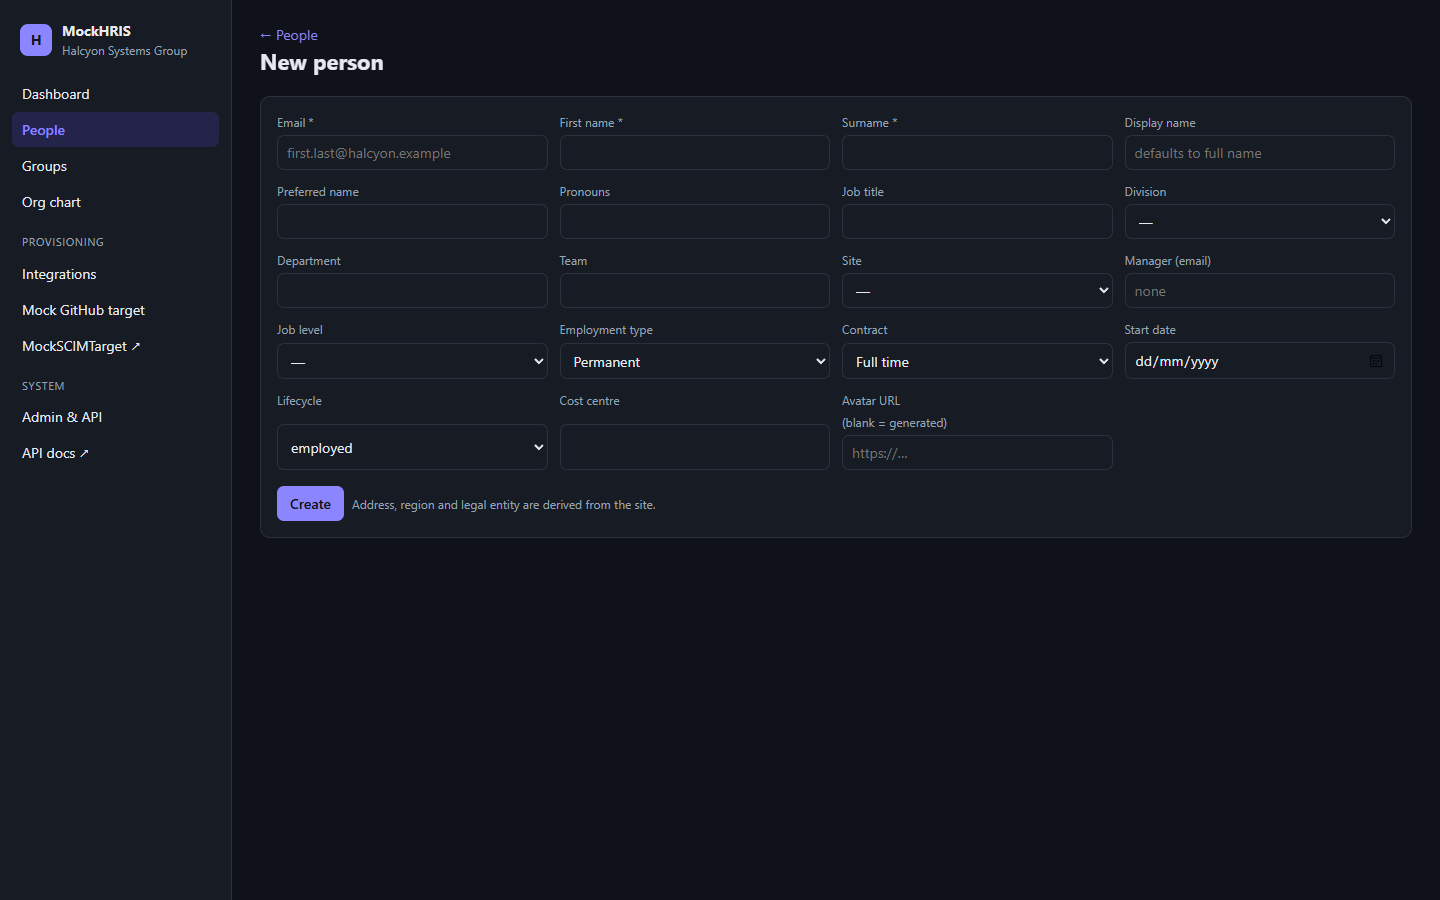 H
MockHRIS
Halcyon Systems Group
Dashboard
People
Groups
Org chart
PROVISIONING
Integrations
Mock GitHub target
MockSCIMTarget ↗
SYSTEM
Admin & API
API docs ↗
← People
New person
Email *
First name *
Surname *
Display name
first.last@halcyon.example
defaults to full name
Preferred name
Pronouns
Job title
Division
—
Department
Team
Site
Manager (email)
—
none
Job level
Employment type
Contract
Start date
—
Permanent
Full time
dd/mm/yyyy
Lifecycle
Cost centre
Avatar URL
(blank = generated)
employed
https://...
Create
Address, region and legal entity are derived from the site.